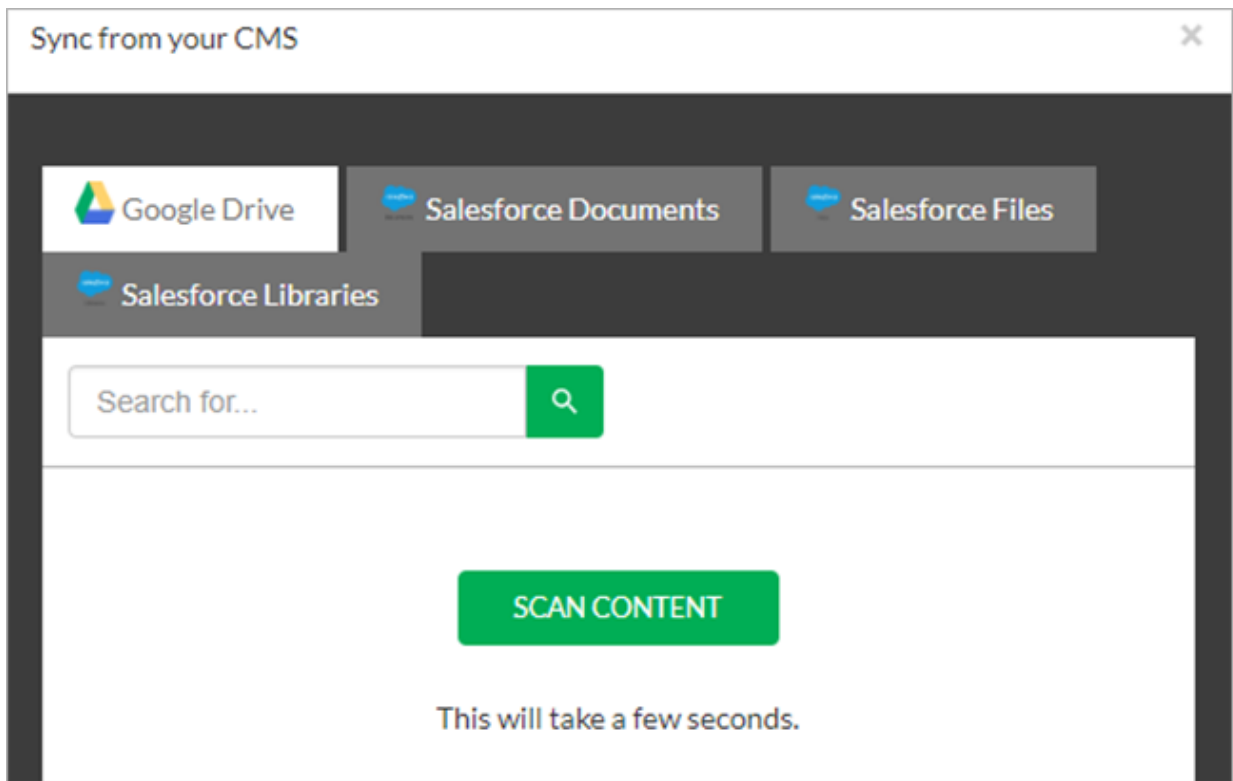 Sync from your CMS ×
Google Drive Salesforce Documents Salesforce Files
Salesforce Libraries
Search for...
SCAN CONTENT
This will take a few seconds.